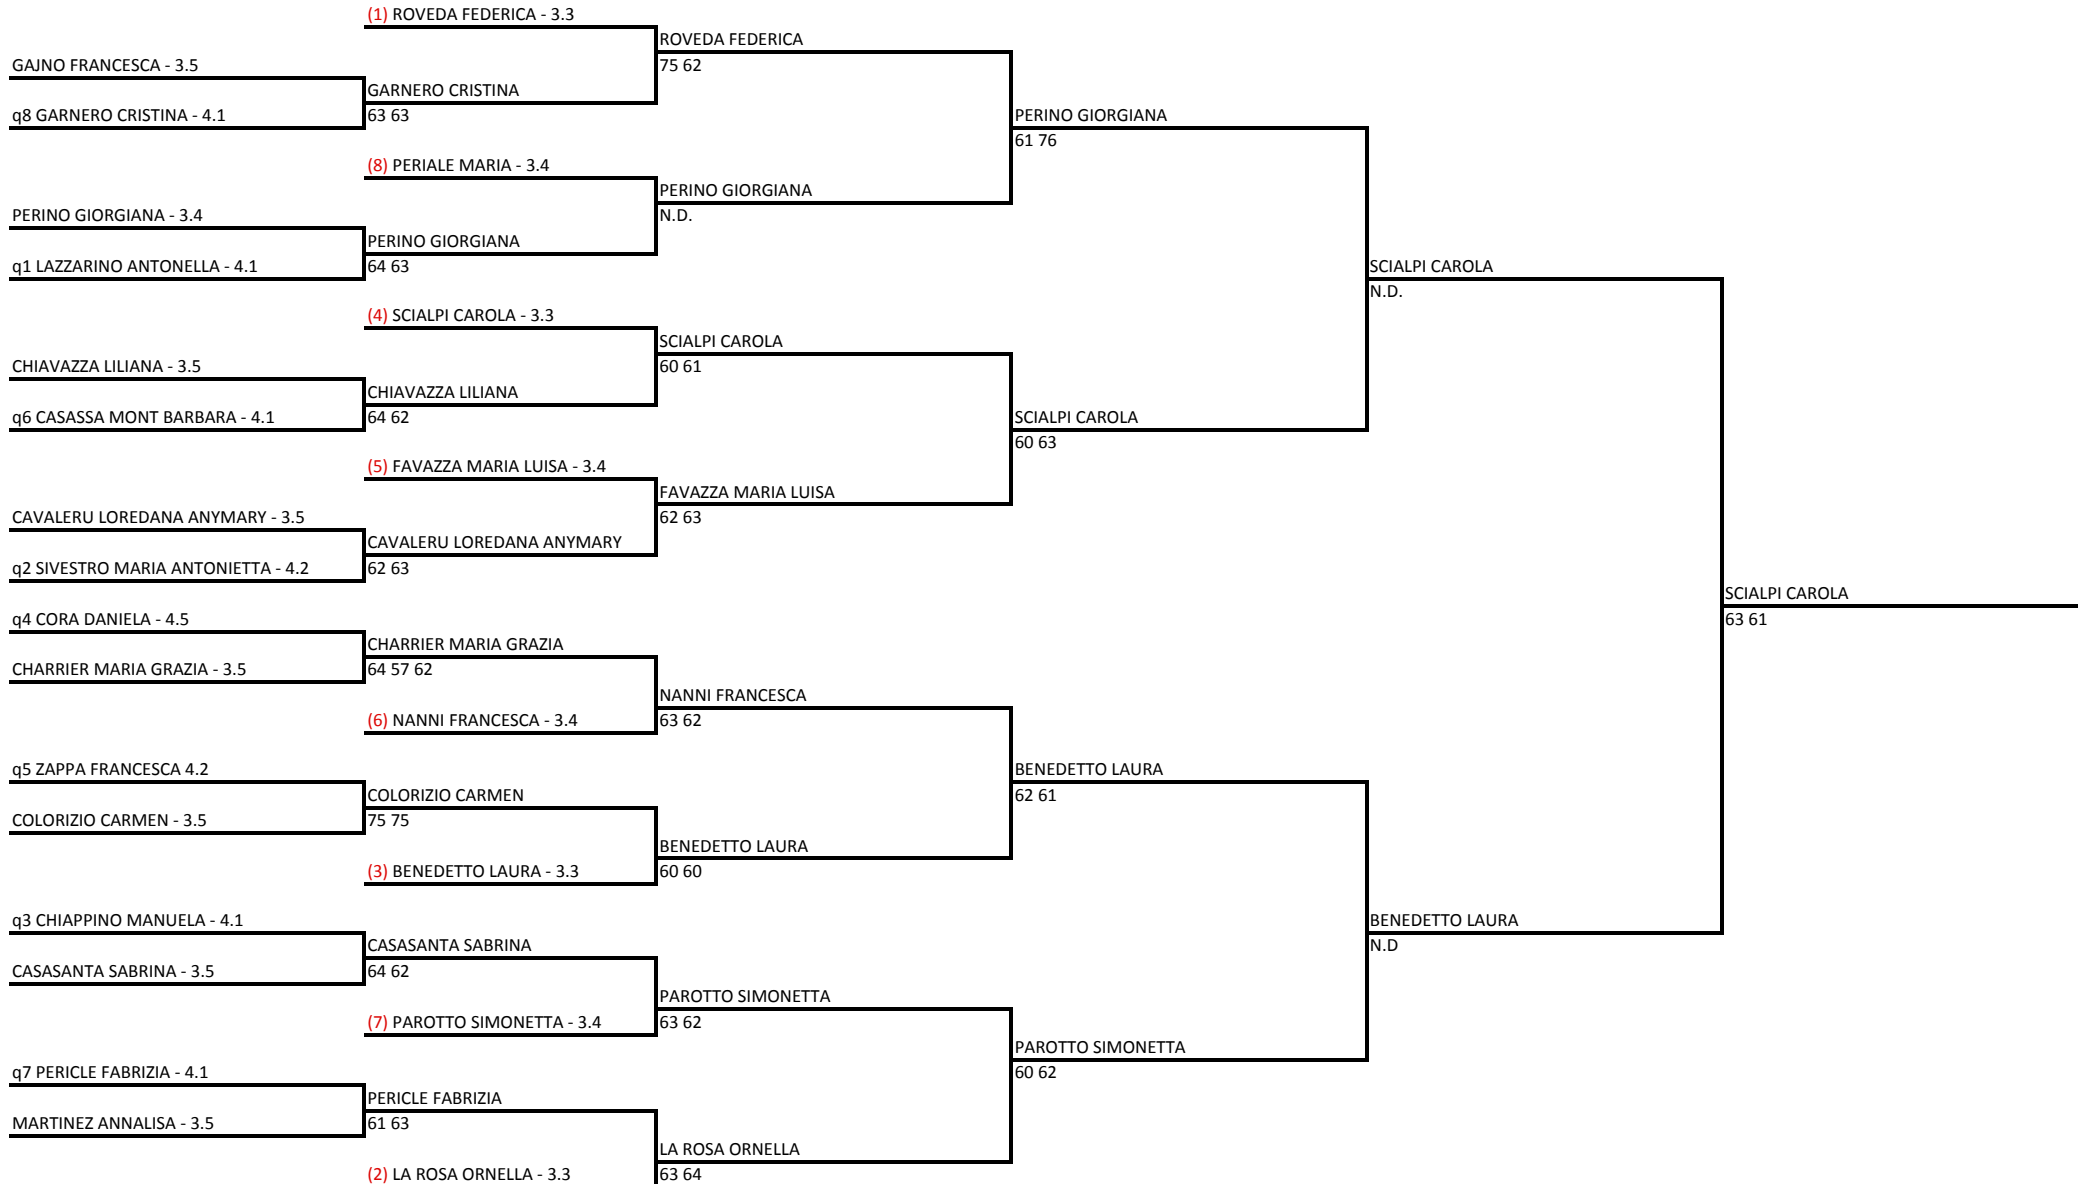 (1) ROVEDA FEDERICA - 3.3
ROVEDA FEDERICA
GAJNO FRANCESCA - 3.5
75 62
GARNERO CRISTINA
q8 GARNERO CRISTINA - 4.1
63 63
PERINO GIORGIANA
61 76
(8) PERIALE MARIA - 3.4
PERINO GIORGIANA
PERINO GIORGIANA - 3.4
N.D.
PERINO GIORGIANA
q1 LAZZARINO ANTONELLA - 4.1
64 63
SCIALPI CAROLA
N.D.
(4) SCIALPI CAROLA - 3.3
SCIALPI CAROLA
CHIAVAZZA LILIANA - 3.5
60 61
CHIAVAZZA LILIANA
q6 CASASSA MONT BARBARA - 4.1
64 62
SCIALPI CAROLA
60 63
(5) FAVAZZA MARIA LUISA - 3.4
FAVAZZA MARIA LUISA
CAVALERU LOREDANA ANYMARY - 3.5
62 63
CAVALERU LOREDANA ANYMARY
q2 SIVESTRO MARIA ANTONIETTA - 4.2
62 63
SCIALPI CAROLA
63 61
q4 CORA DANIELA - 4.5
CHARRIER MARIA GRAZIA
CHARRIER MARIA GRAZIA - 3.5
64 57 62
NANNI FRANCESCA
(6) NANNI FRANCESCA - 3.4
63 62
q5 ZAPPA FRANCESCA 4.2
BENEDETTO LAURA
COLORIZIO CARMEN
62 61
COLORIZIO CARMEN - 3.5
75 75
BENEDETTO LAURA
(3) BENEDETTO LAURA - 3.3
60 60
q3 CHIAPPINO MANUELA - 4.1
BENEDETTO LAURA
CASASANTA SABRINA
N.D
CASASANTA SABRINA - 3.5
64 62
PAROTTO SIMONETTA
(7) PAROTTO SIMONETTA - 3.4
63 62
PAROTTO SIMONETTA
q7 PERICLE FABRIZIA - 4.1
60 62
PERICLE FABRIZIA
MARTINEZ ANNALISA - 3.5
61 63
LA ROSA ORNELLA
(2) LA ROSA ORNELLA - 3.3
63 64